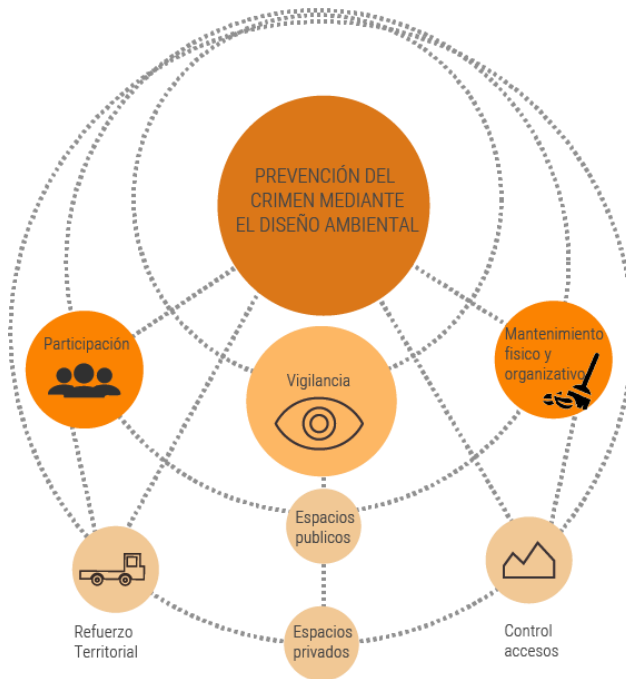 PREVENCIÓN DEL
CRIMEN MEDIANTE
EL DISEÑO AMBIENTAL
Participación
Vigilancia
Mantenimiento
fisico y
organizativo
Espacios
publicos
Refuerzo
Territorial
Espacios
privados
Control
accesos